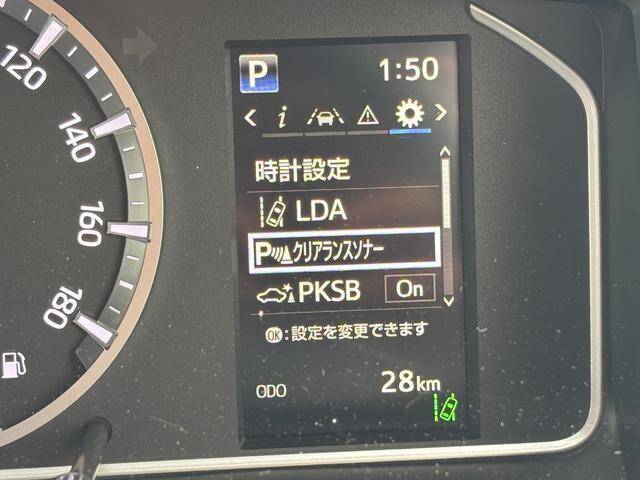 120
140
160
180
P 1:50
i
時計設定
LDA
Pクリアランスソナー
PKSB On
OK:設定を変更できます
ODO 28km